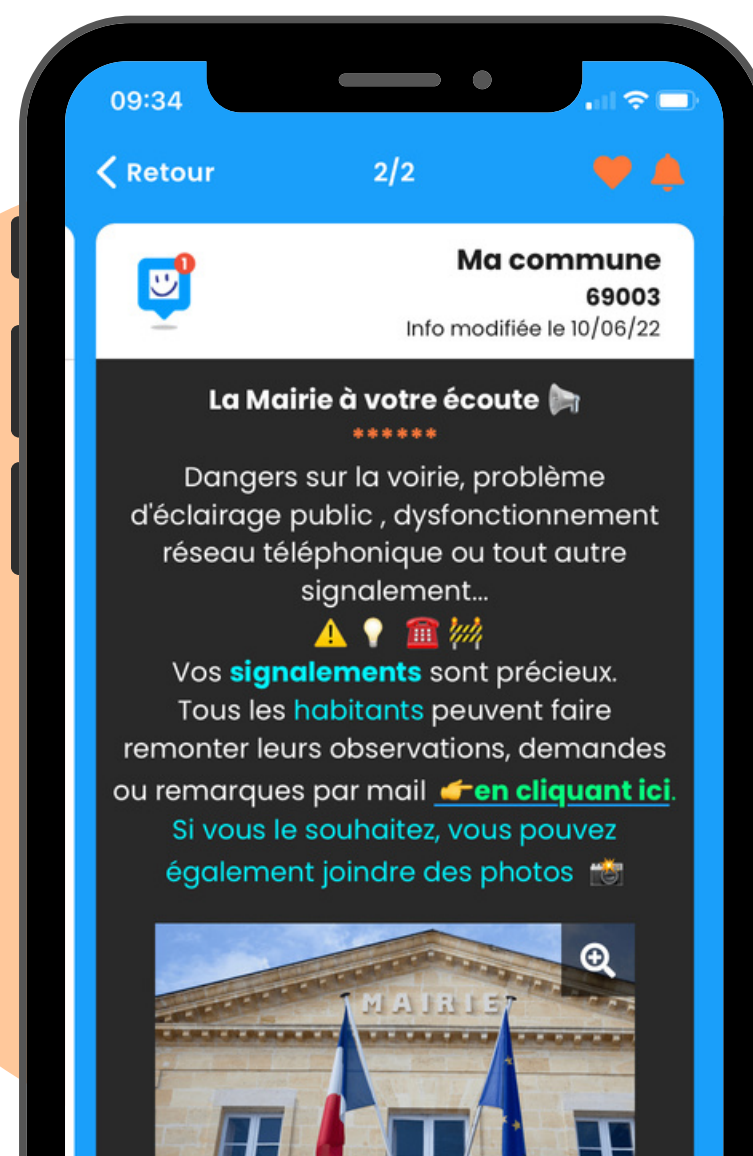 09:34
Retour
2/2
1
Ma commune
69003
Info modifiée le 10/06/22
La Mairie à votre écoute
******
Dangers sur la voirie, problème
d'éclairage public , dysfonctionnement
réseau téléphonique ou tout autre
signalement...
Vos signalements sont précieux.
Tous les habitants peuvent faire
remonter leurs observations, demandes
ou remarques par mail en cliquant ici.
Si vous le souhaitez, vous pouvez
également joindre des photos
MAIRIE